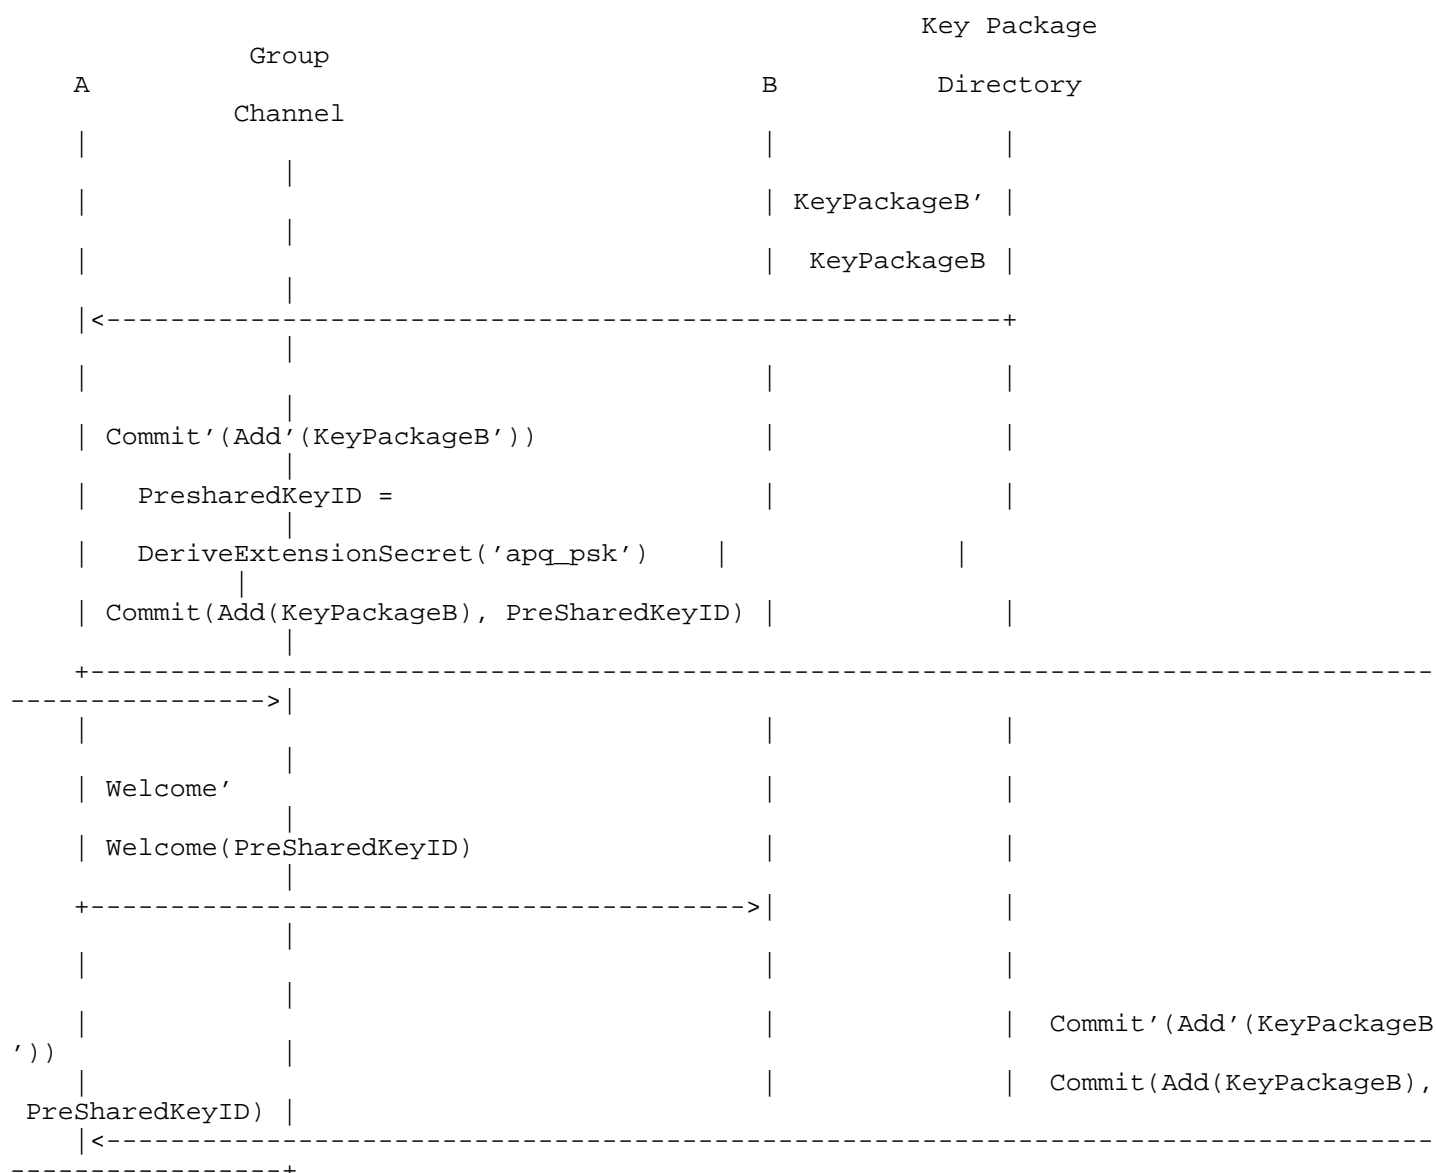 Key Package
Group
A B Directory
Channel
| | |
|
| | KeyPackageB’ |
|
| | KeyPackageB |
|
|<--------------------------------------------------------+
|
| | |
|
| Commit’(Add’(KeyPackageB’)) | |
|
| PresharedKeyID = | |
|
| DeriveExtensionSecret(’apq_psk’) | |
|
| Commit(Add(KeyPackageB), PreSharedKeyID) | |
|
+------------------------------------------------------------------------------------
---------------->|
| | |
|
| Welcome’ | |
|
| Welcome(PreSharedKeyID) | |
|
+----------------------------------------->| |
|
| | |
|
| | | Commit’(Add’(KeyPackageB
’)) |
| | | Commit(Add(KeyPackageB),
PreSharedKeyID) |
|<-----------------------------------------------------------------------------------
-----------------+